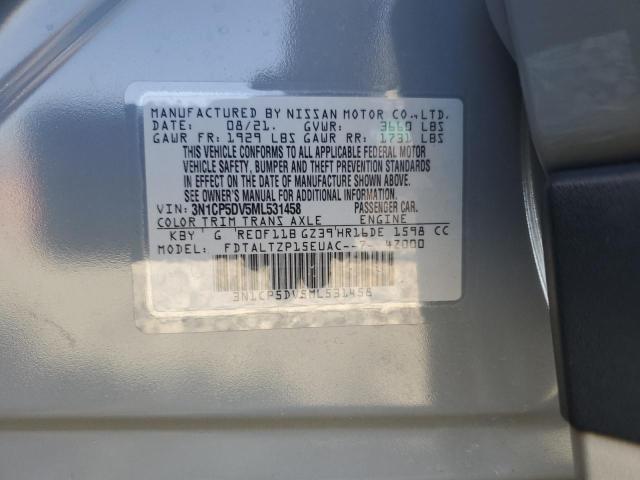 MANUFACTURED BY NISSAN MOTOR CO.,LTD.
DATE: 08/21. GVWR: 3660 LBS
GAWR FR: 1929 LBS GAWR RR: 1731 LBS
THIS VEHICLE CONFORMS TO ALL APPLICABLE FEDERAL MOTOR
VEHICLE SAFETY, BUMPER AND THEFT PREVENTION STANDARDS
IN EFFECT ON THE DATE OF MANUFACTURE SHOWN ABOVE.
SEE OWNER'S MANUAL FOR ADDITIONAL INFORMATION
VIN: 3N1CP5DV5ML531458 PASSENGER CAR.
COLOR TRIM TRANS AXLE ENGINE
KBY G RE0F11B GZ39 HR16DE 1598 CC
MODEL: FDTALTZP15EUAC--7- 42000
3N1CP5DV5ML531458